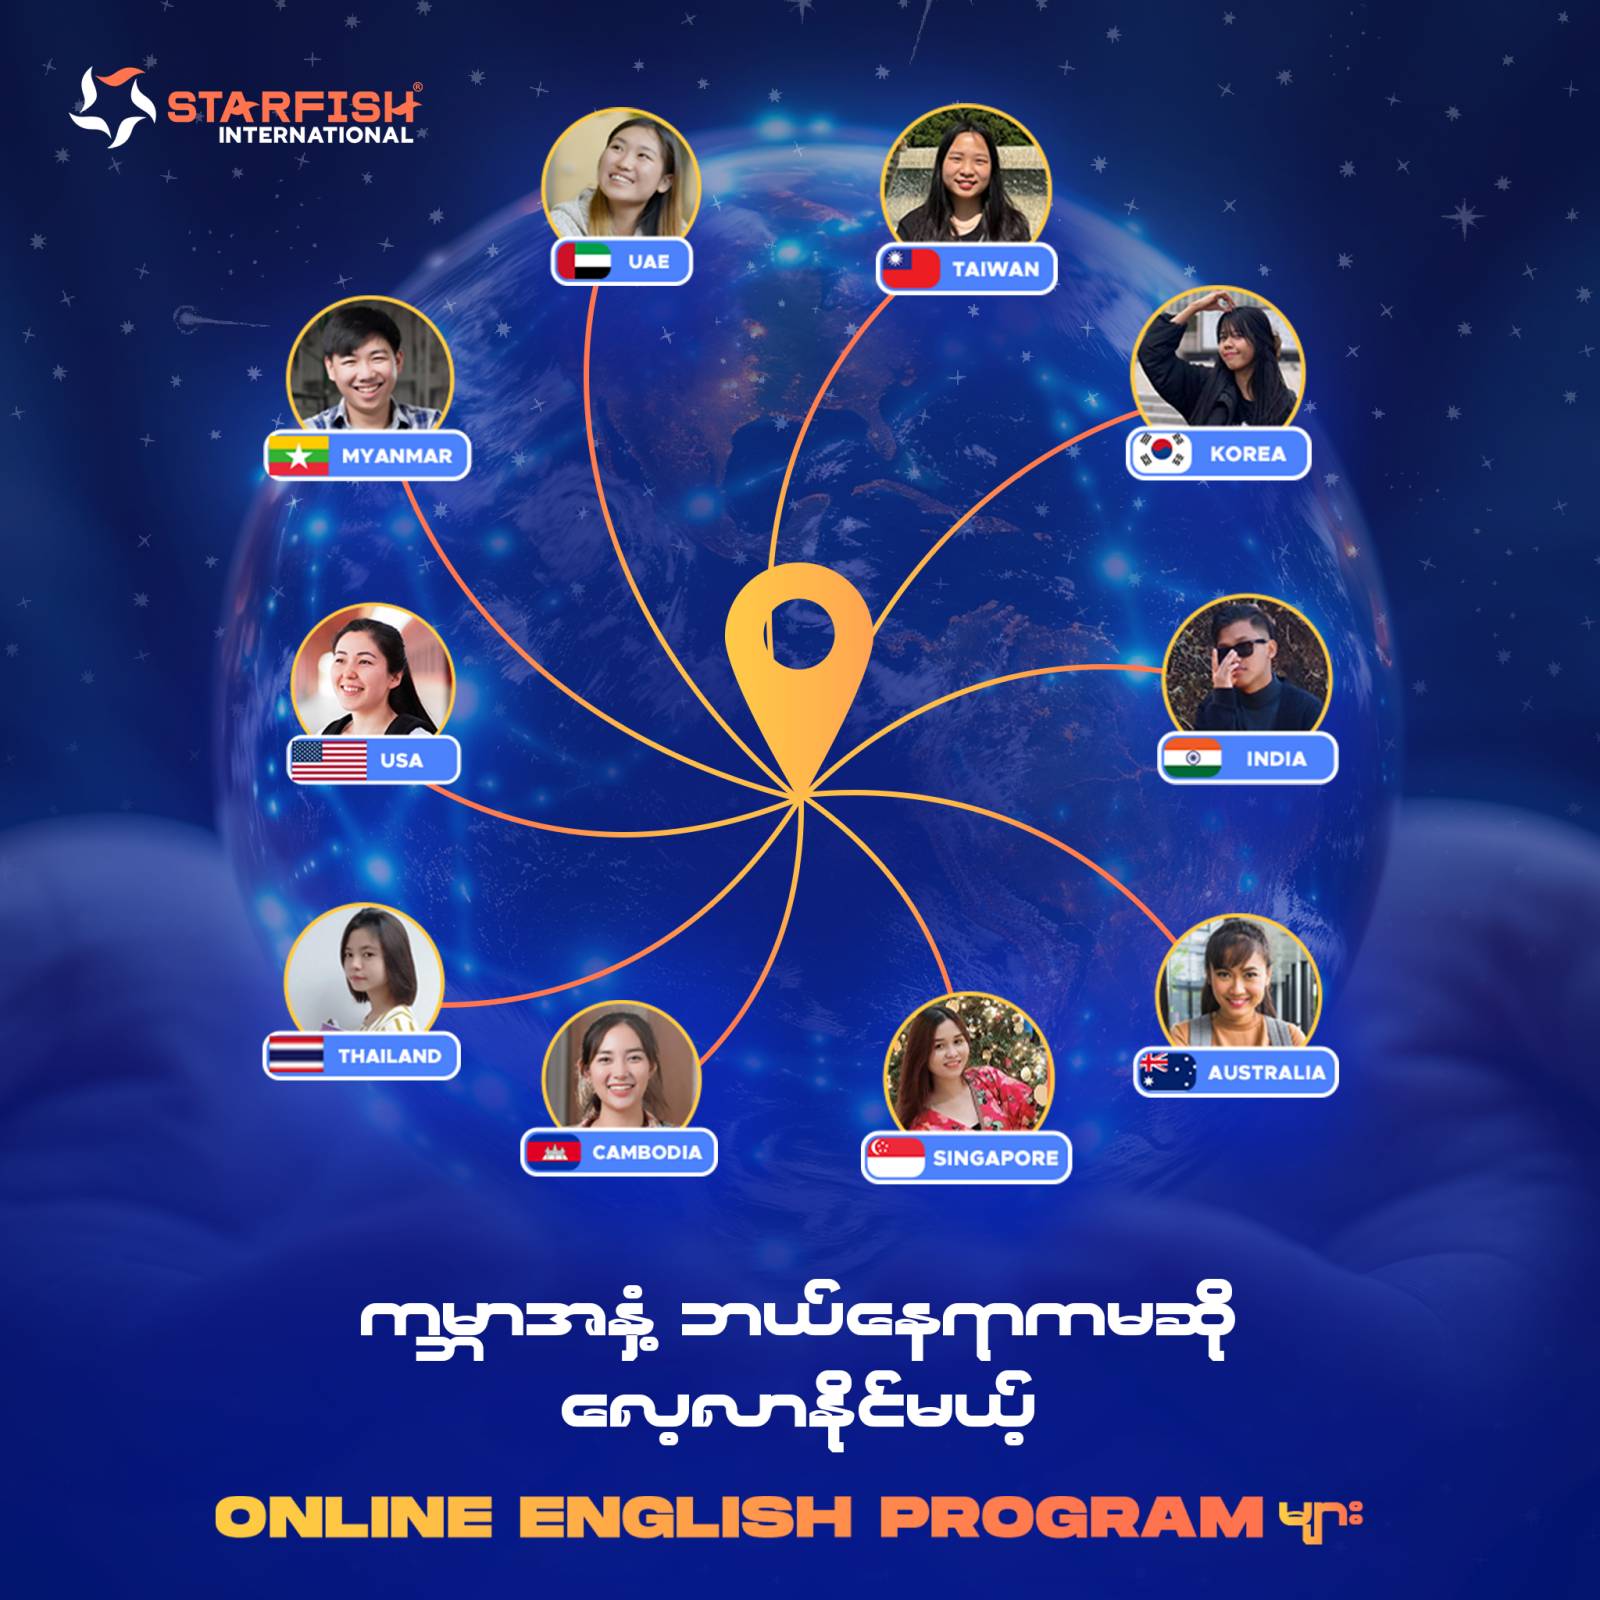 STARFISH®
INTERNATIONAL
UAE
TAIWAN
MYANMAR
KOREA
USA
INDIA
THAILAND
AUSTRALIA
CAMBODIA
SINGAPORE
ကမ္ဘာအနှံ့ ဘယ်နေရာကမဆို
လေ့လာနိုင်မယ့်
ONLINE ENGLISH PROGRAM များ